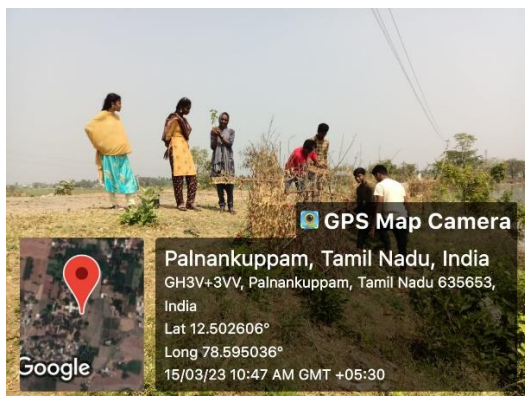 GPS Map Camera
Palnankuppam, Tamil Nadu, India
GH3V+3VV, Palnankuppam, Tamil Nadu 635653,
India
Lat 12.502606°
Long 78.595036°
15/03/23 10:47 AM GMT +05:30
Google